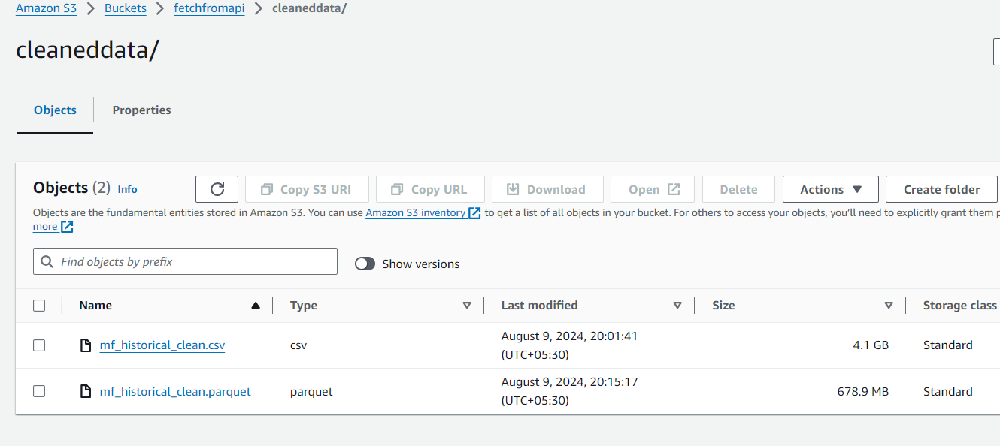 Amazon S3 > Buckets > fetchfromapi > cleaneddata/
cleaneddata/
Objects Properties
Objects (2) Info Copy S3 URI Copy URL Download Open Delete Actions Create folder
Objects are the fundamental entities stored in Amazon S3. You can use Amazon S3 inventory to get a list of all objects in your bucket. For others to access your objects, you'll need to explicitly grant them p
more
Find objects by prefix Show versions
Name Type Last modified Size Storage class
mf_historical_clean.csv csv August 9, 2024, 20:01:41 (UTC+05:30) 4.1 GB Standard
mf_historical_clean.parquet parquet August 9, 2024, 20:15:17 (UTC+05:30) 678.9 MB Standard